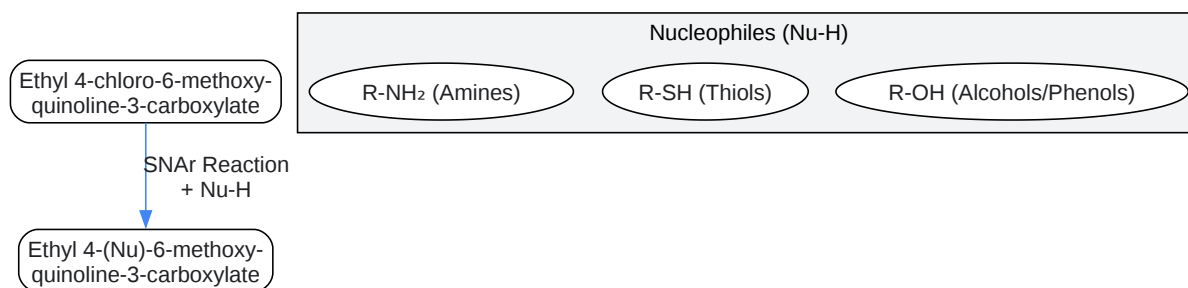 Nucleophiles (Nu-H)
Ethyl 4-chloro-6-methoxy-
quinoline-3-carboxylate
R-NH₂ (Amines)
R-SH (Thiols)
R-OH (Alcohols/Phenols)
SNAr Reaction
+ Nu-H
Ethyl 4-(Nu)-6-methoxy-
quinoline-3-carboxylate